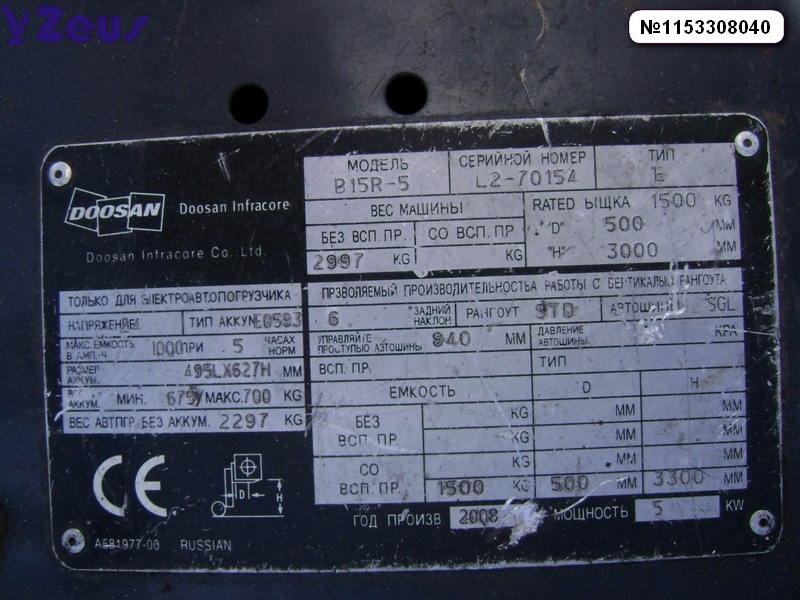 yZeus
№1153308040
DOOSAN Doosan Infracore
Doosan Infracore Co., Ltd.
МОДЕЛЬ СЕРИЙНОЙ НОМЕР ТИП
B15R-5 L2-70154 E
ВЕС МАШИНЫ RATED ЫЩКА 1500 KG
БЕЗ ВСП. ПР. СО ВСП. ПР "D" 500 MM
2997 KG KG "H" 3000 MM
ТОЛЬКО ДЛЯ ЭЛЕКТРОАВТОПОГРУЗЧИКА
НАПРЯЖЕНИЕ ТИП АККУМ E0593
МАКС.ЕМКОСТЬ В АМП.-Ч 1000 ПРИ 5 ЧАСАХ НОРМ
РАЗМЕР АККУМ. 495LX627H MM
АККУМ. МИН. 679 МАКС. 700 KG
ВЕС АВТПГР БЕЗ АККУМ. 2297 KG
ПРЗВОЛЯЕМЫЙ ПРОИЗВОДИТЕЛЬНОСТЬА РАБОТЫ С ВЕРТИКАЛЬЮ РАНГОУТА
6 ЗАДНИЙ НАКЛОН РАНГОУТ STD АВТОШИНЫ SGL
УПРАВЛЯЙТЕ ПРОСТУПЬЮ АВТОШИНЫ 940 MM ДАВЛЕНИЕ АВТОШИНЫ. KPA
ВСП. ПР. ТИП
ЕМКОСТЬ D H
БЕЗ ВСП. ПР. KG MM MM
KG MM MM
СО ВСП. ПР. KG MM MM
1500 KG 500 MM 3300 MM
ГОД ПРОИЗВ 2008 МОЩНОСТЬ 5 KW
CE D H
A581977-00 RUSSIAN